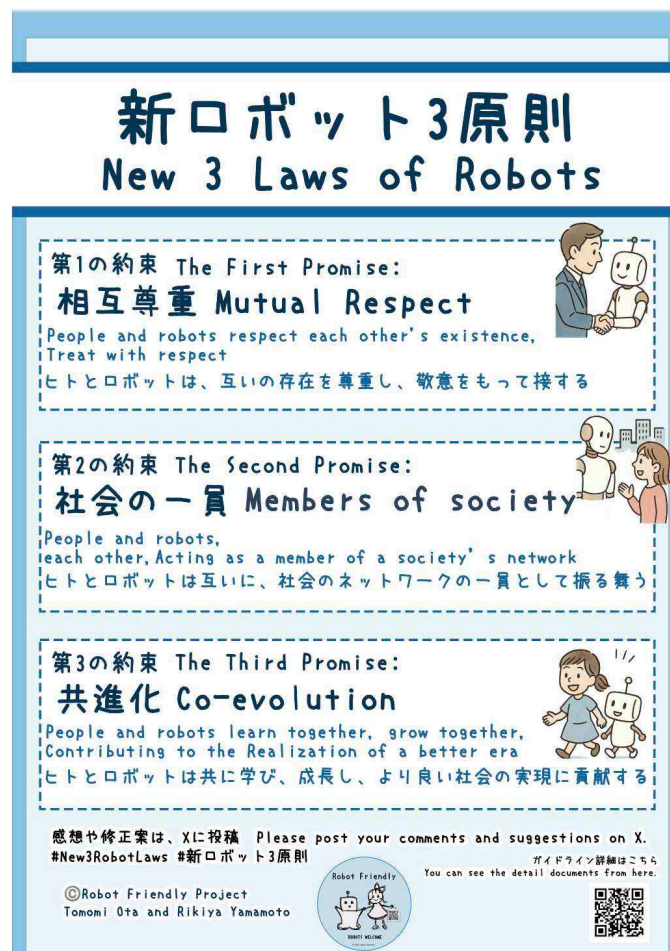 新ロボット3原則
New 3 Laws of Robots
第1の約束 The First Promise:
相互尊重 Mutual Respect
People and robots respect each other's existence,
Treat with respect
ヒトとロボットは、互いの存在を尊重し、敬意をもって接する
第2の約束 The Second Promise:
社会の一員 Members of society
People and robots,
each other, Acting as a member of a society's network
ヒトとロボットは互いに、社会のネットワークの一員として振る舞う
第3の約束 The Third Promise:
共進化 Co-evolution
People and robots learn together, grow together,
Contributing to the Realization of a better era
ヒトとロボットは共に学び、成長し、より良い社会の実現に貢献する
感想や修正案は、Xに投稿 Please post your comments and suggestions on X.
#New3RobotLaws #新ロボット3原則
ガイドライン詳細はこちら
You can see the detail documents from here.
©Robot Friendly Project
Tomomi Ota and Rikiya Yamamoto
Robot Friendly
ROBOTS WELCOME